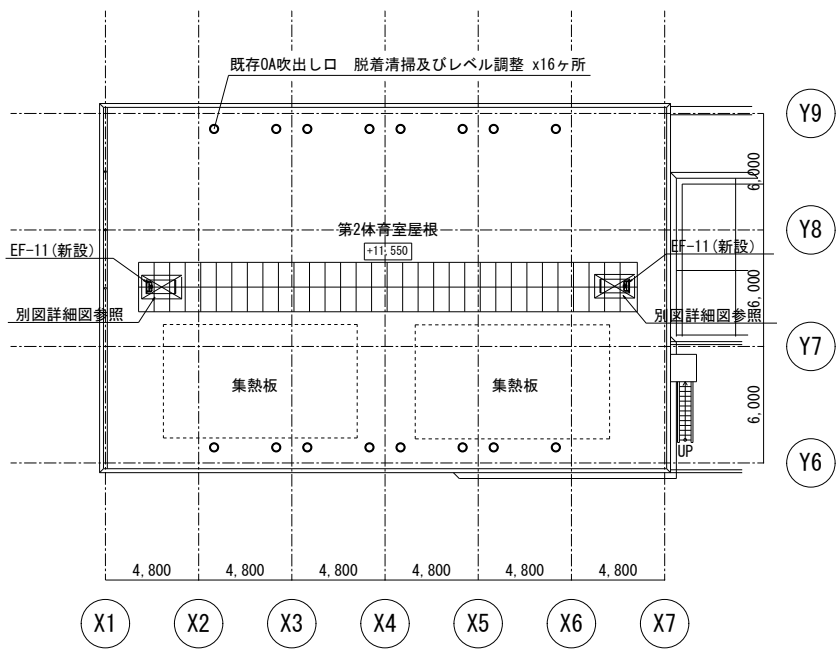 既存OA吹出し口 脱着清掃及びレベル調整 x16ヶ所
Y9
6,000
第2体育室屋根
Y8
+11,550
EF-11(新設)
EF-11(新設)
6,000
別図詳細図参照
別図詳細図参照
Y7
集熱板
集熱板
6,000
UP
Y6
4,800
4,800
4,800
4,800
4,800
4,800
X1
X2
X3
X4
X5
X6
X7